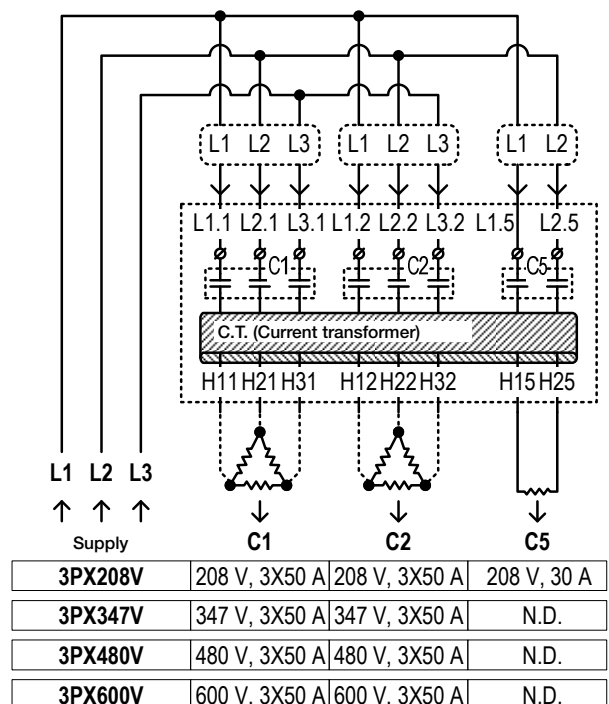 L1 L2 L3 L1 L2 L3 L1 L2
L1.1 L2.1 L3.1 L1.2 L2.2 L3.2 L1.5 L2.5
C1 C2 C5
C.T. (Current transformer)
H11 H21 H31 H12 H22 H32 H15 H25
L1 L2 L3
Supply C1 C2 C5
3PX208V 208 V, 3X50 A 208 V, 3X50 A 208 V, 30 A
3PX347V 347 V, 3X50 A 347 V, 3X50 A N.D.
3PX480V 480 V, 3X50 A 480 V, 3X50 A N.D.
3PX600V 600 V, 3X50 A 600 V, 3X50 A N.D.